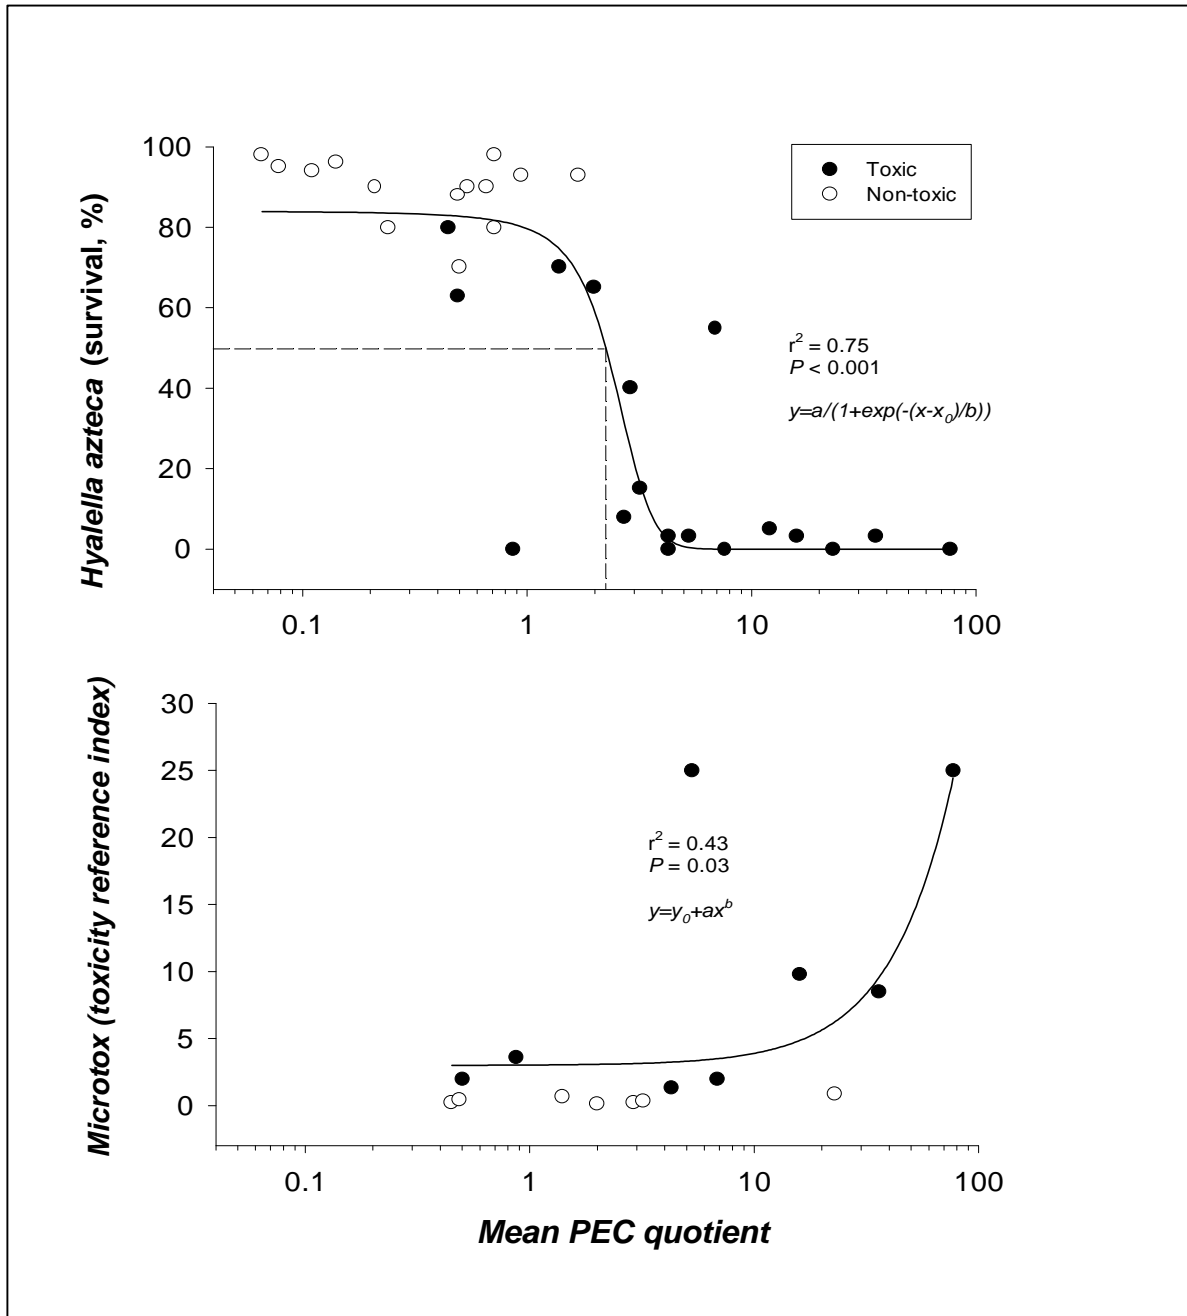 Hyalella azteca (survival, %)
100
80
60
40
20
0
Toxic
Non-toxic
r² = 0.75
P < 0.001
y=a/(1+exp(-(x-x₀)/b))
0.1 1 10 100
Microtox (toxicity reference index)
30
25
20
15
10
5
0
r² = 0.43
P = 0.03
y=y₀+axᵇ
0.1 1 10 100
Mean PEC quotient